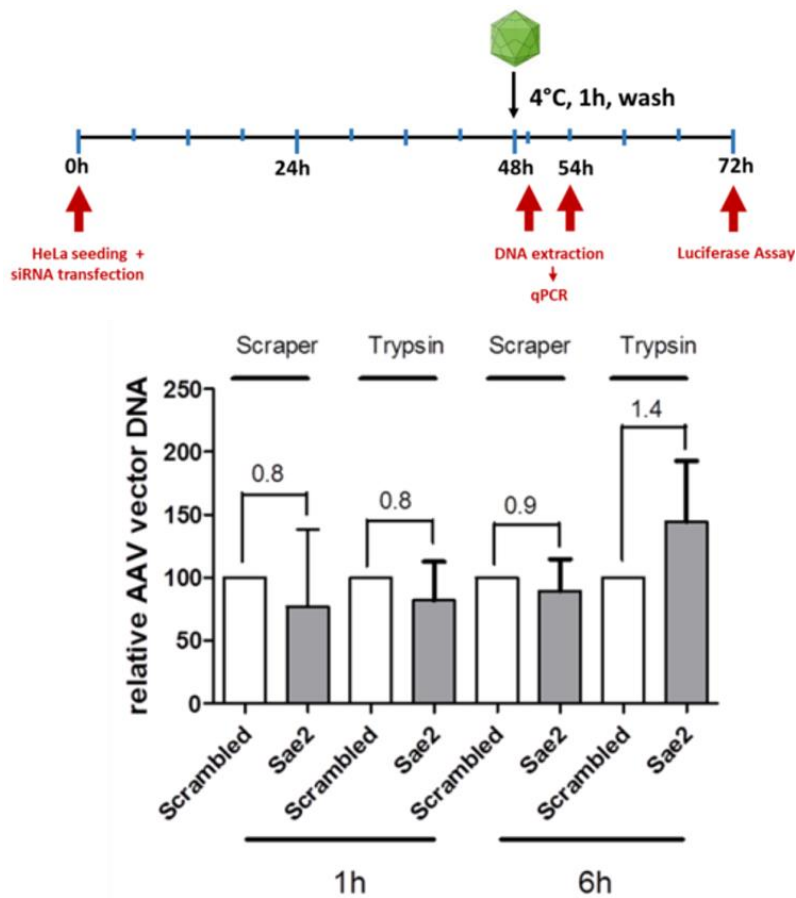 4°C, 1h, wash
0h 24h 48h 54h 72h
HeLa seeding +
siRNA transfection
DNA extraction
qPCR
Luciferase Assay
Scraper Trypsin Scraper Trypsin
relative AAV vector DNA
250
200
150
100
50
0
0.8
0.8
0.9
1.4
Scrambled
Sae2
Scrambled
Sae2
Scrambled
Sae2
Scrambled
Sae2
1h 6h